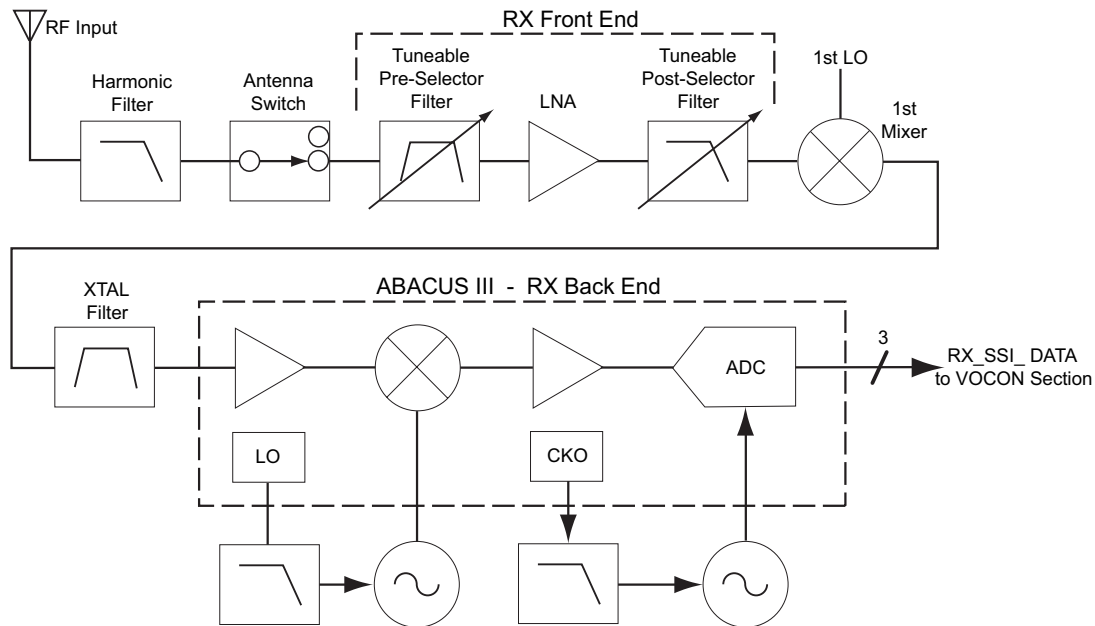 RX Front End
RF Input
Harmonic
Filter
Antenna
Switch
Tuneable
Pre-Selector
Filter
LNA
Tuneable
Post-Selector
Filter
1st LO
1st
Mixer
XTAL
Filter
ABACUS III - RX Back End
ADC
3
RX_SSI_ DATA
to VOCON Section
LO
CKO